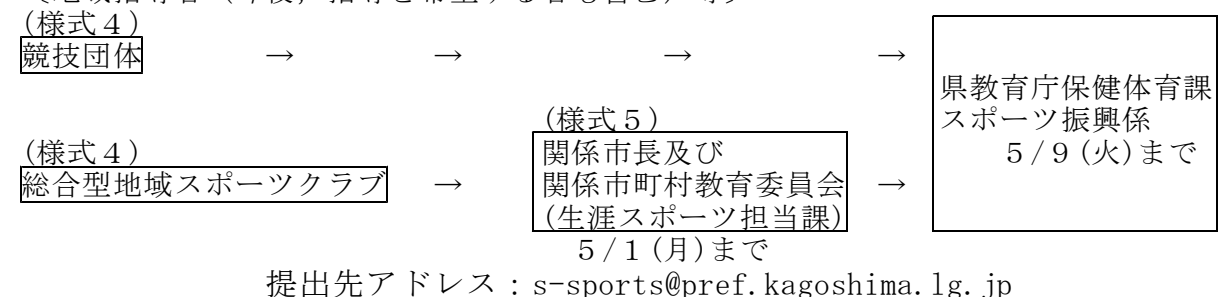 (様式４)
競技団体 → → → →
県教育庁保健体育課
スポーツ振興係
５/９(火)まで
(様式４)
総合型地域スポーツクラブ →
(様式５)
関係市長及び
関係市町村教育委員会 →
(生涯スポーツ担当課)
５/１(月)まで
提出先アドレス：s-sports@pref.kagoshima.lg.jp